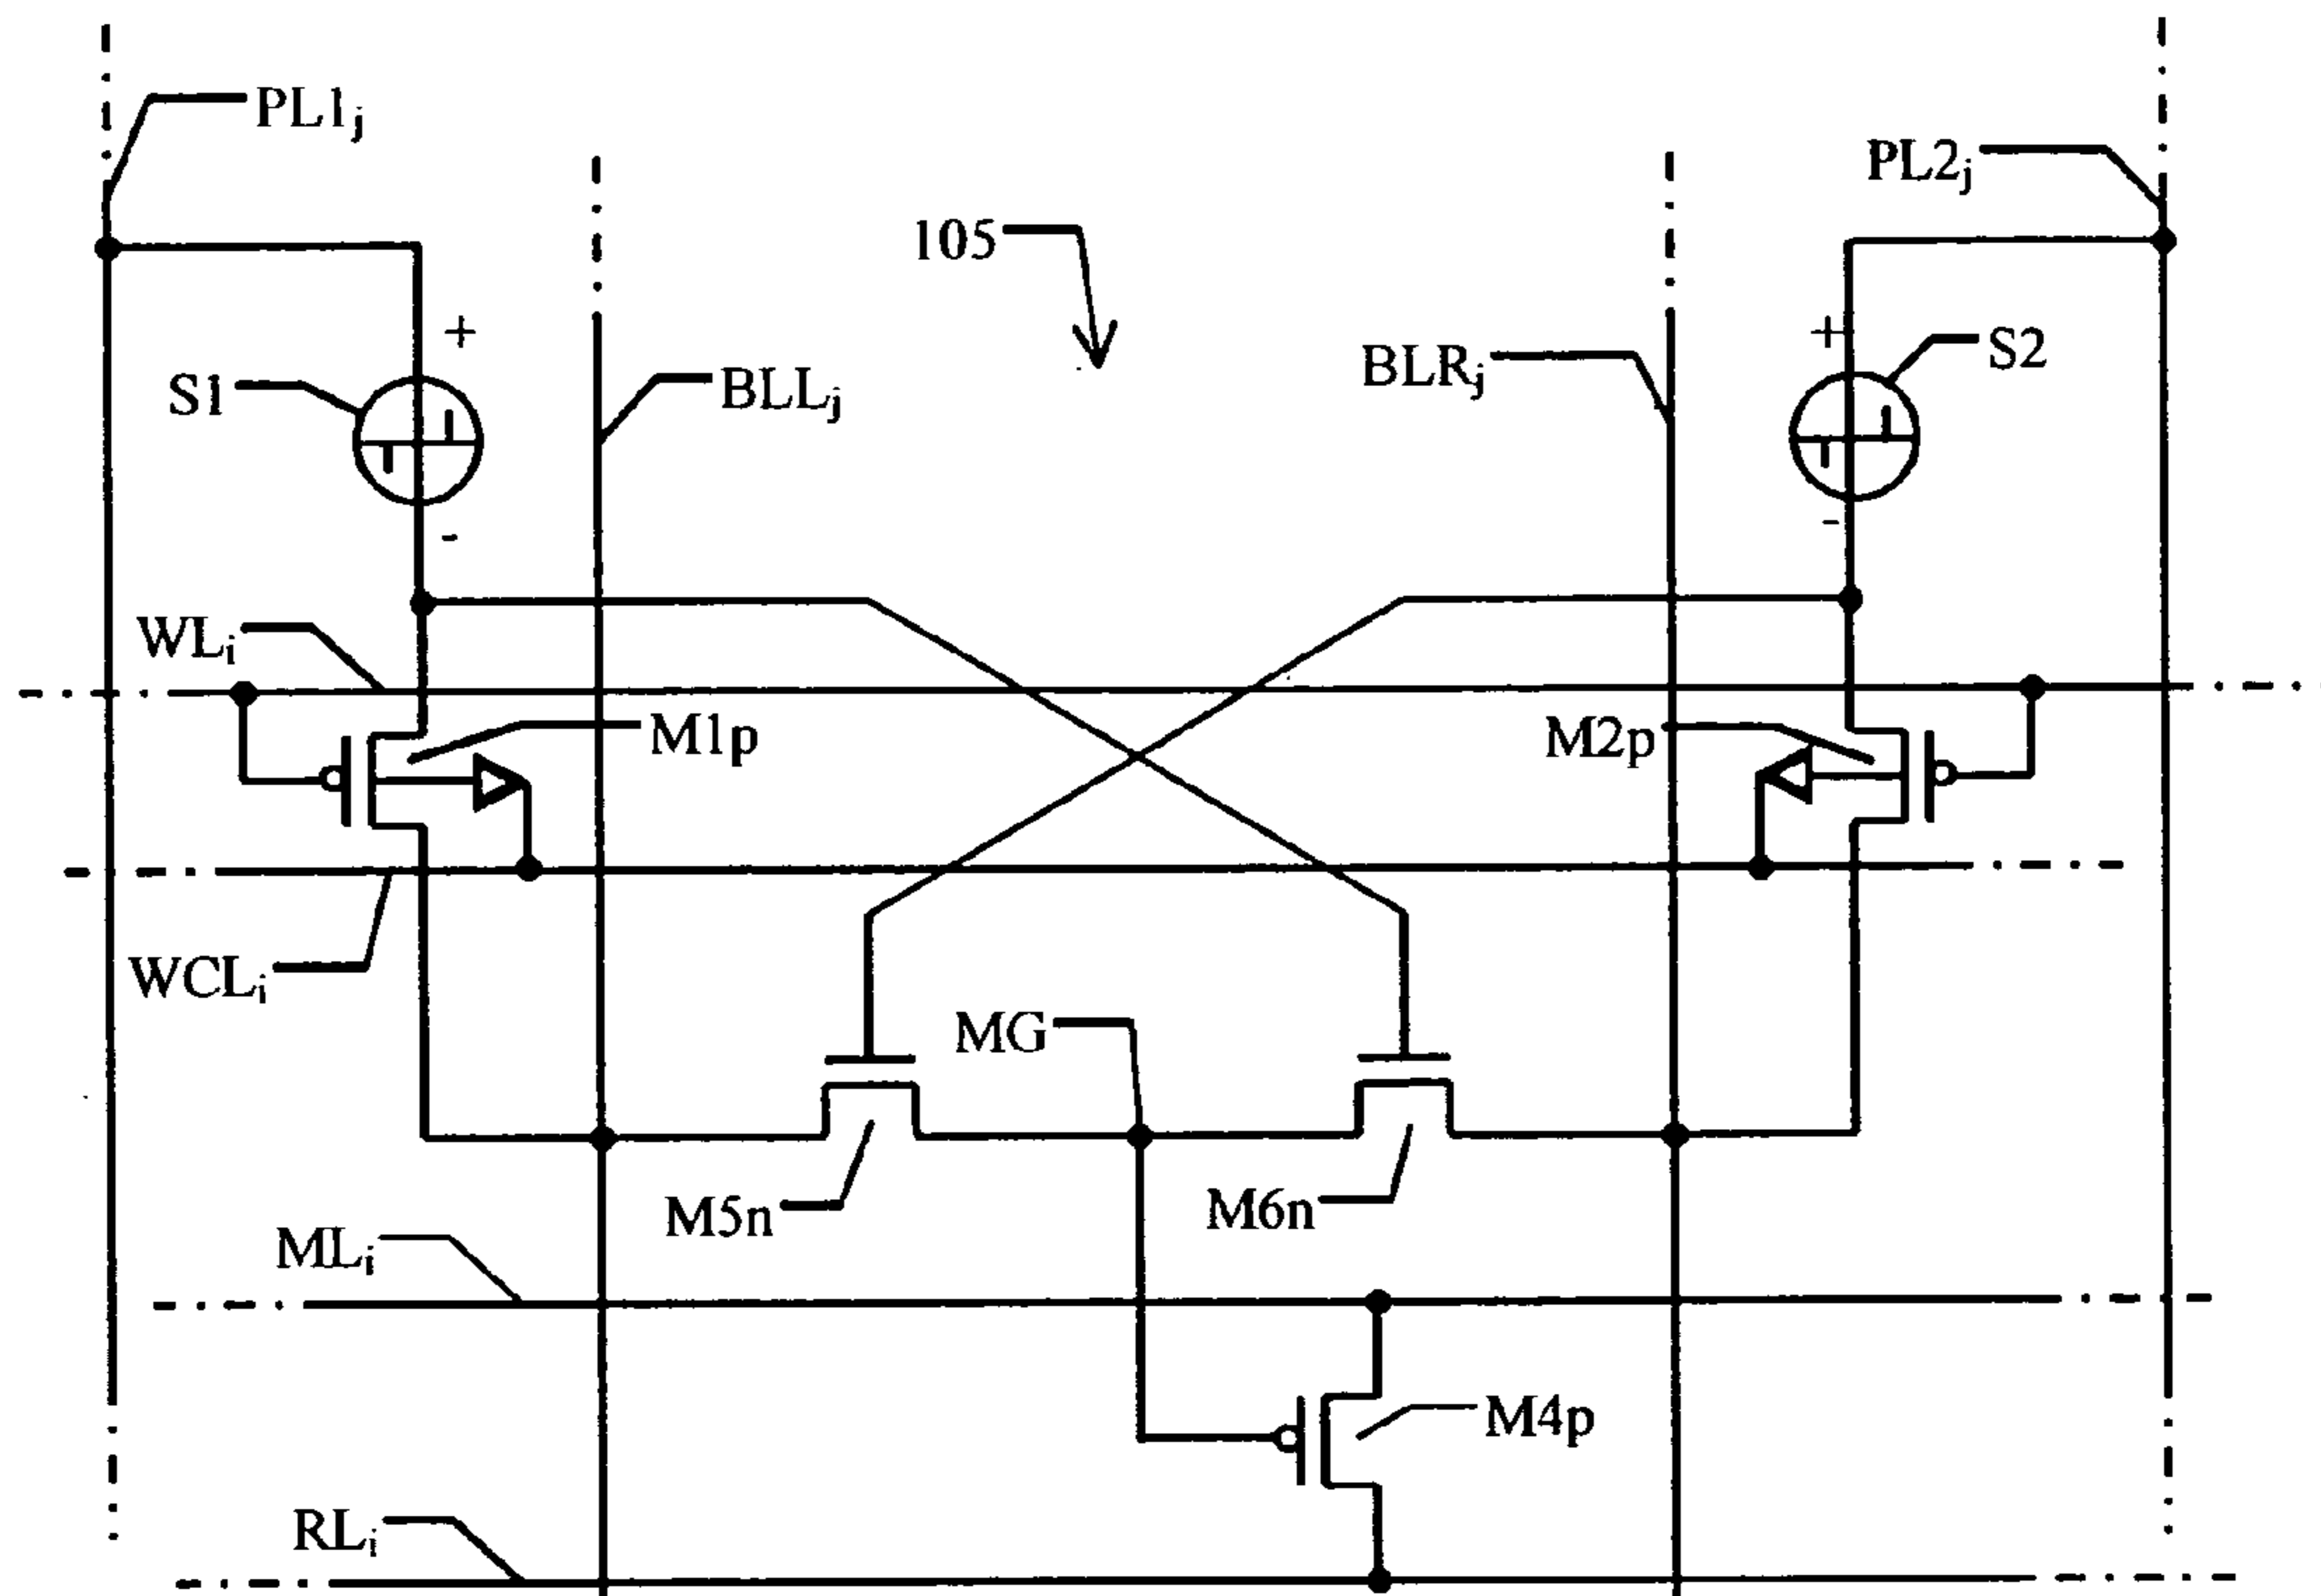 PL1j
PL2j
105
+
+
S1
BLLj
BLRj
S2
-
-
WLi
M1p
M2p
WCLi
MG
M5n
M6n
MLi
M4p
RLi